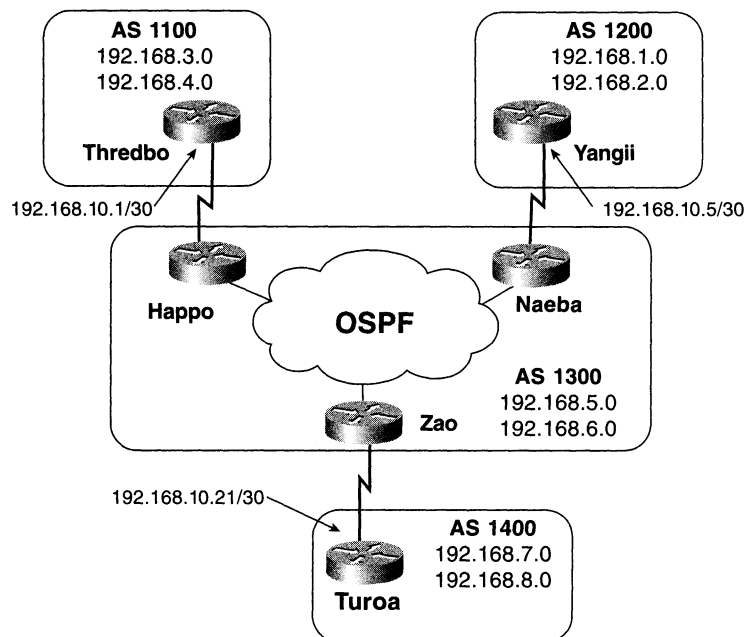 AS 1100
192.168.3.0
192.168.4.0
Thredbo
192.168.10.1/30
AS 1200
192.168.1.0
192.168.2.0
Yangii
192.168.10.5/30
Happo
OSPF
Naeba
AS 1300
192.168.5.0
192.168.6.0
Zao
192.168.10.21/30
AS 1400
192.168.7.0
192.168.8.0
Turoa